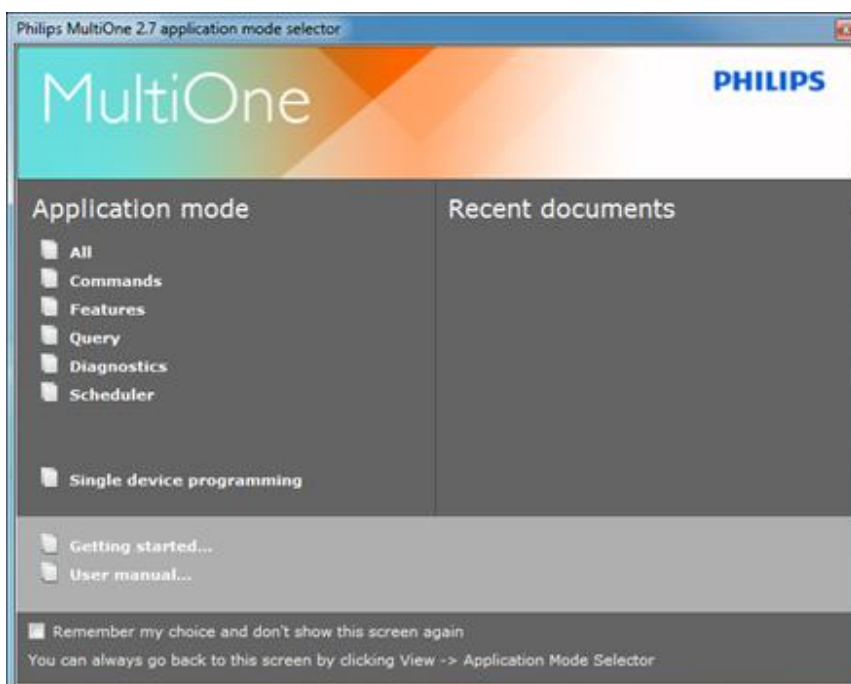 Philips MultiOne 2.7 application mode selector
MultiOne
PHILIPS
Application mode
All
Commands
Features
Query
Diagnostics
Scheduler
Single device programming
Recent documents
Getting started...
User manual...
Remember my choice and don't show this screen again
You can always go back to this screen by clicking View -> Application Mode Selector